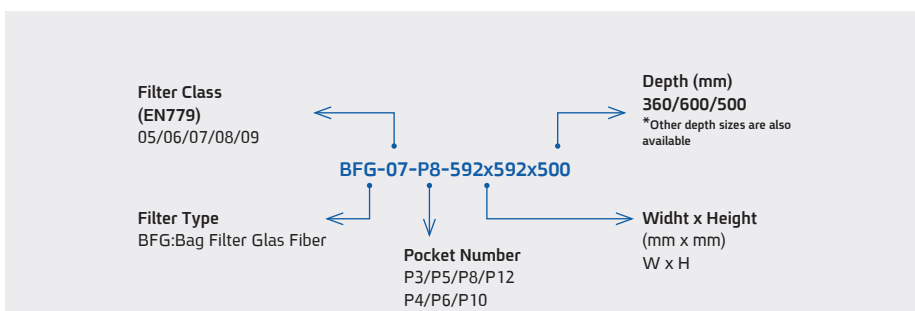 Filter Class
(EN779)
05/06/07/08/09
Depth (mm)
360/600/500
*Other depth sizes are also
available
BFG-07-P8-592x592x500
Filter Type
BFG:Bag Filter Glas Fiber
Pocket Number
P3/P5/P8/P12
P4/P6/P10
Widht x Height
(mm x mm)
W x H